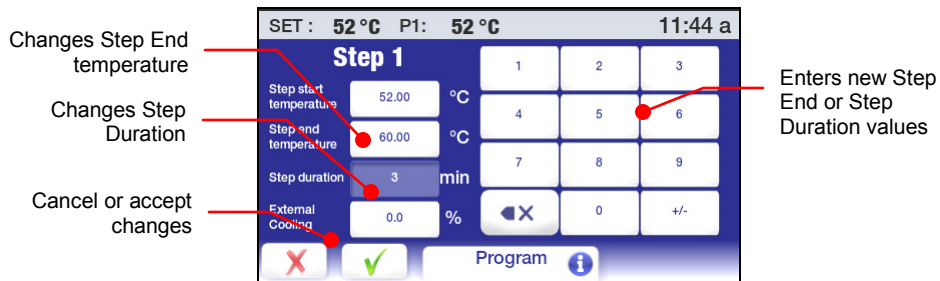 SET : 52 °C P1: 52 °C 11:44 a
Changes Step End
temperature
Changes Step
Duration
Cancel or accept
changes
Step 1
Step start
temperature
52.00 °C
Step end
temperature
60.00 °C
Step duration 3 min
External
Cooling
0.0 %
1 2 3
4 5 6
7 8 9
0 +/-
Program
Enters new Step
End or Step
Duration values